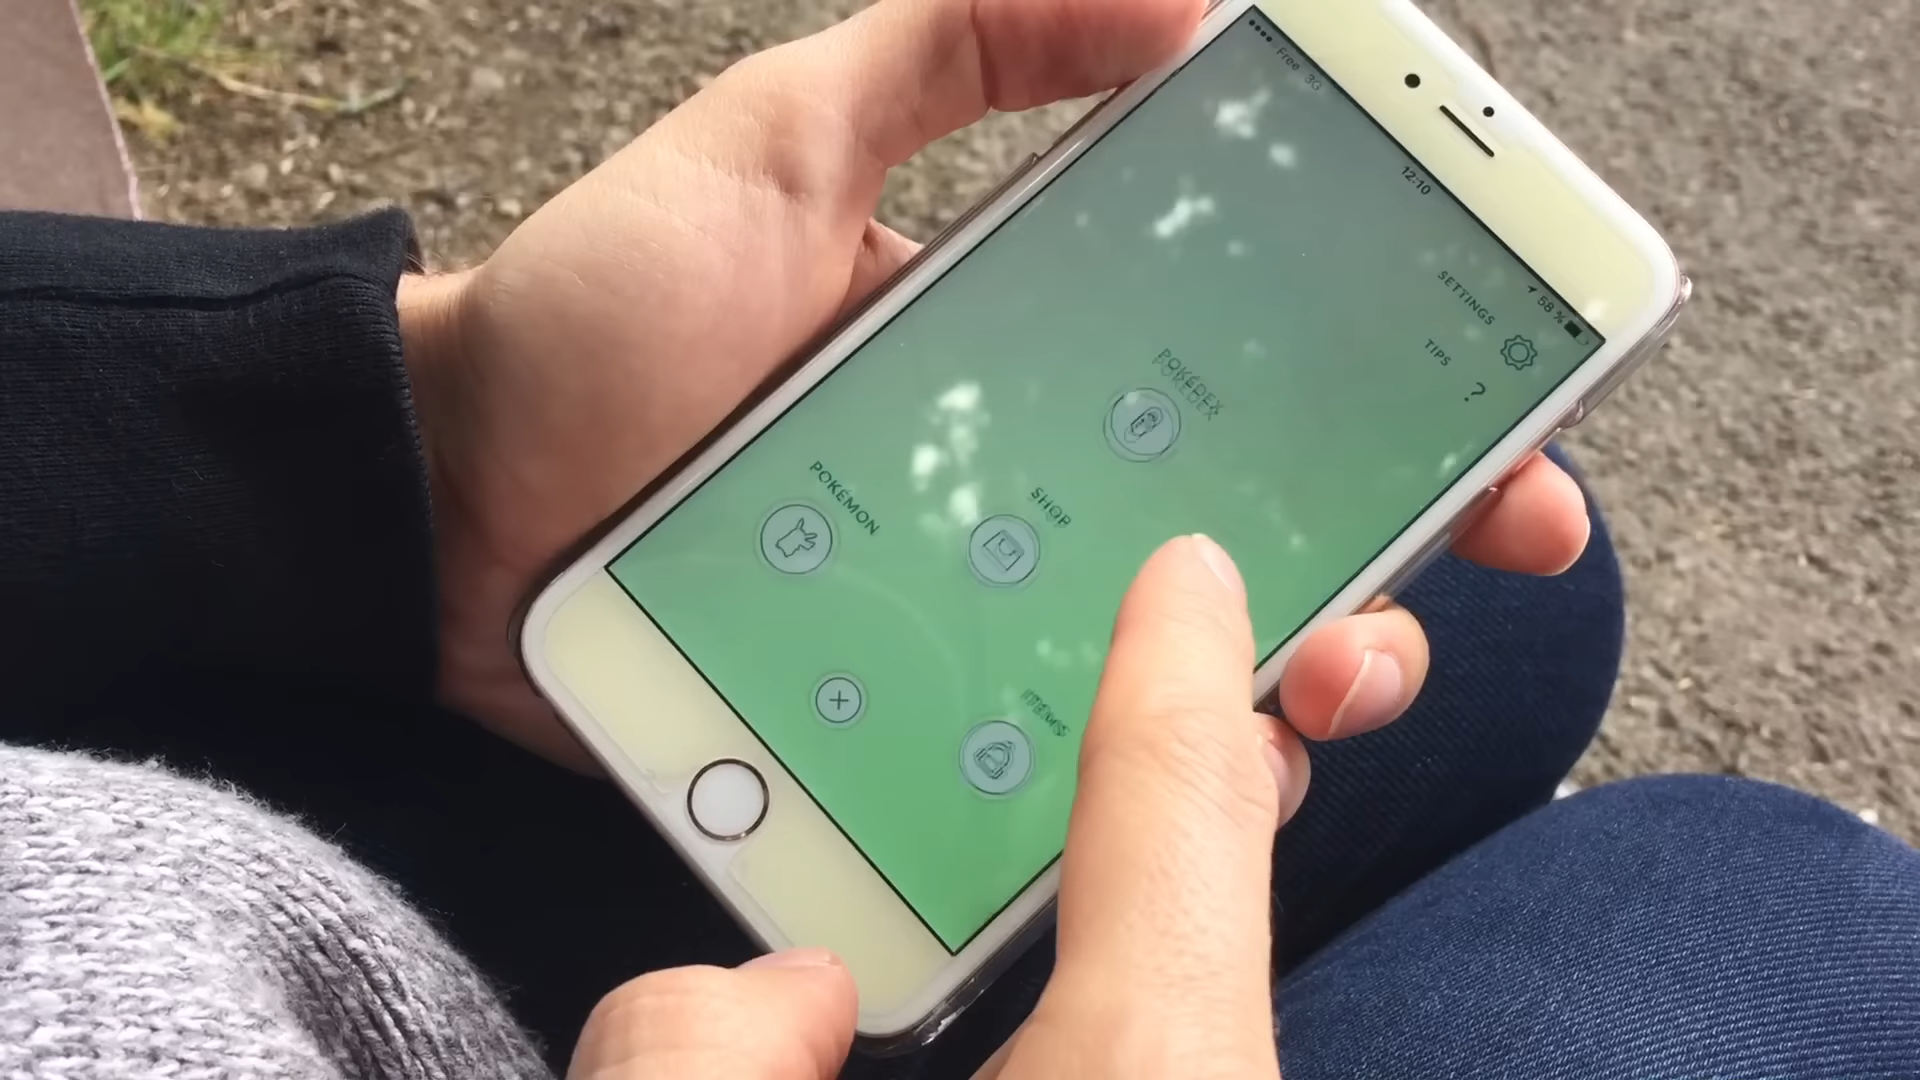 Free 3G
12:10
58 %
SETTINGS
TIPS
?
POKÉDEX
POKÉMON
SHOP
ITEMS